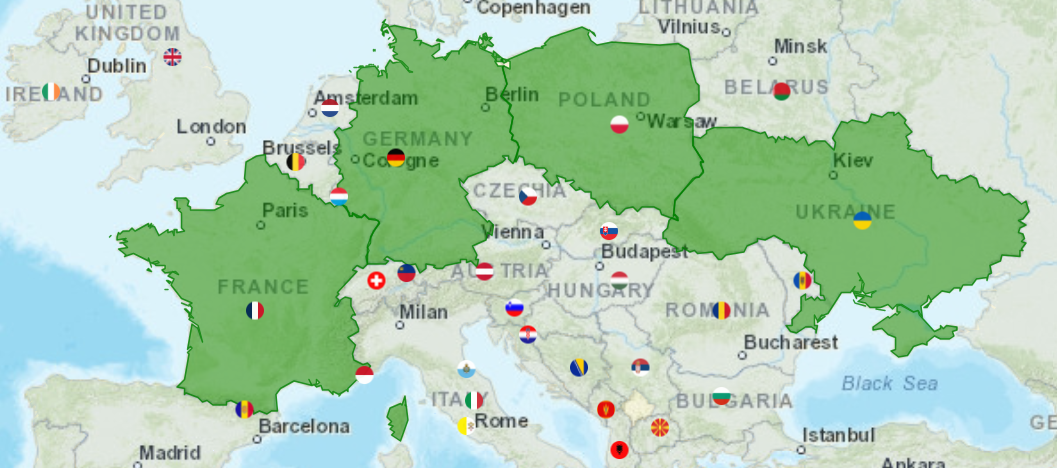 Copenhagen
LITHUANIA
UNITED
KINGDOM
Vilnius
Minsk
Dublin
BELARUS
IRELAND
Amsterdam
Berlin
POLAND
Warsaw
London
GERMANY
Brussels
Cologne
Kiev
CZECHIA
Paris
UKRAINE
Vienna
Budapest
AUSTRIA
FRANCE
HUNGARY
Milan
ROMANIA
Bucharest
Black Sea
ITALY
BULGARIA
Rome
Barcelona
GE
Istanbul
Madrid
Ankara